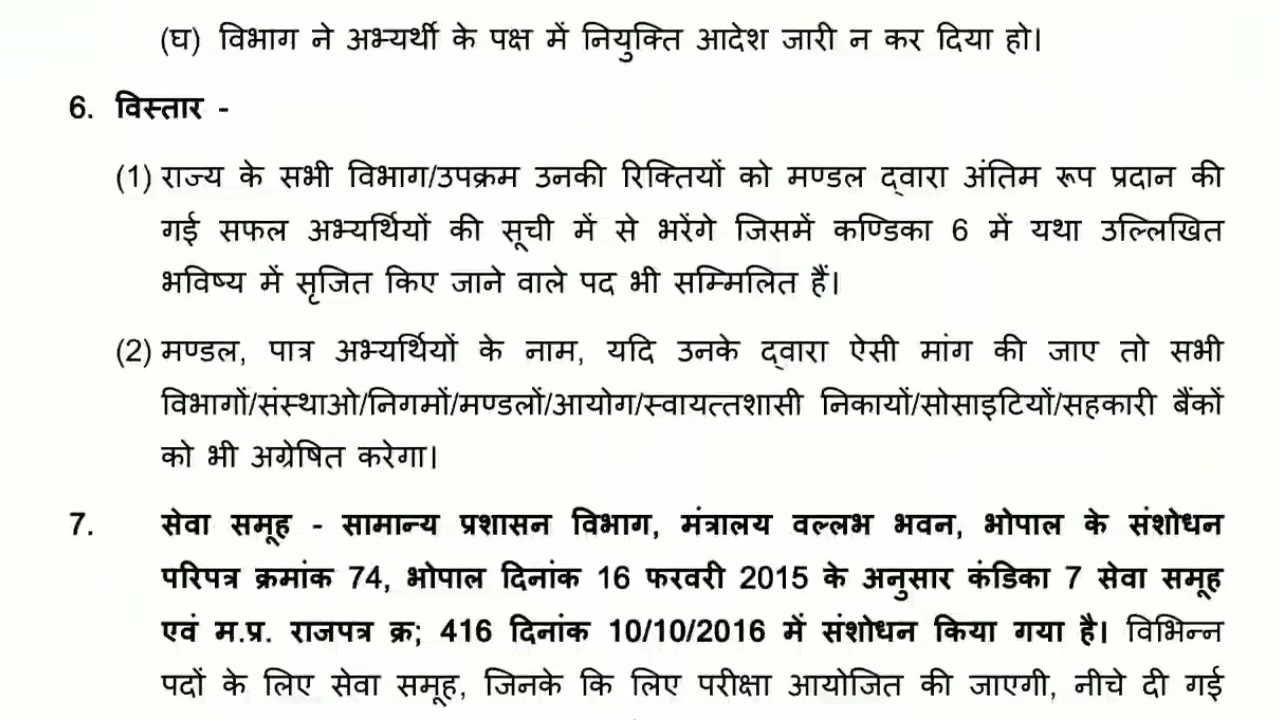 (घ) विभाग ने अभ्यर्थी के पक्ष में नियुक्ति आदेश जारी न कर दिया हो।
6. विस्तार -
(1) राज्य के सभी विभाग/उपक्रम उनकी रिक्तियों को मण्डल द्वारा अंतिम रूप प्रदान की
गई सफल अभ्यर्थियों की सूची में से भरेंगे जिसमें कण्डिका 6 में यथा उल्लिखित
भविष्य में सृजित किए जाने वाले पद भी सम्मिलित हैं।
(2) मण्डल, पात्र अभ्यर्थियों के नाम, यदि उनके द्वारा ऐसी मांग की जाए तो सभी
विभागों/संस्थाओ/निगमों/मण्डलों/आयोग/स्वायत्तशासी निकायों/सोसाइटियों/सहकारी बैंकों
को भी अग्रेषित करेगा।
7. सेवा समूह - सामान्य प्रशासन विभाग, मंत्रालय वल्लभ भवन, भोपाल के संशोधन
परिपत्र क्रमांक 74, भोपाल दिनांक 16 फरवरी 2015 के अनुसार कंडिका 7 सेवा समूह
एवं म.प्र. राजपत्र क्र; 416 दिनांक 10/10/2016 में संशोधन किया गया है। विभिन्न
पदों के लिए सेवा समूह, जिनके कि लिए परीक्षा आयोजित की जाएगी, नीचे दी गई